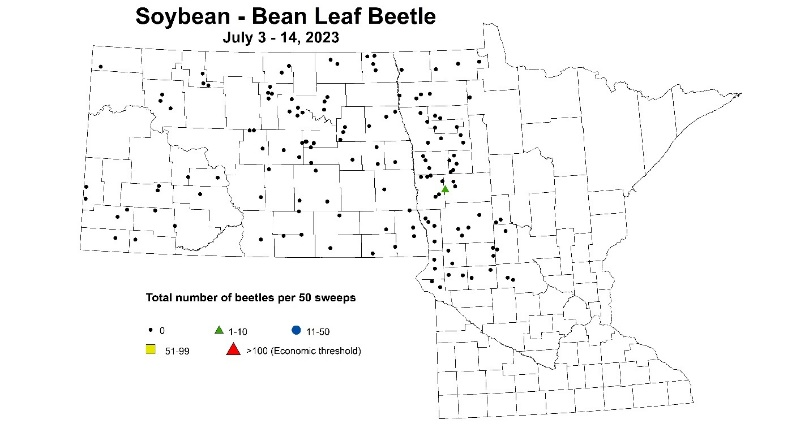 Soybean - Bean Leaf Beetle
July 3 - 14, 2023
Total number of beetles per 50 sweeps
0 1-10 11-50
51-99 >100 (Economic threshold)